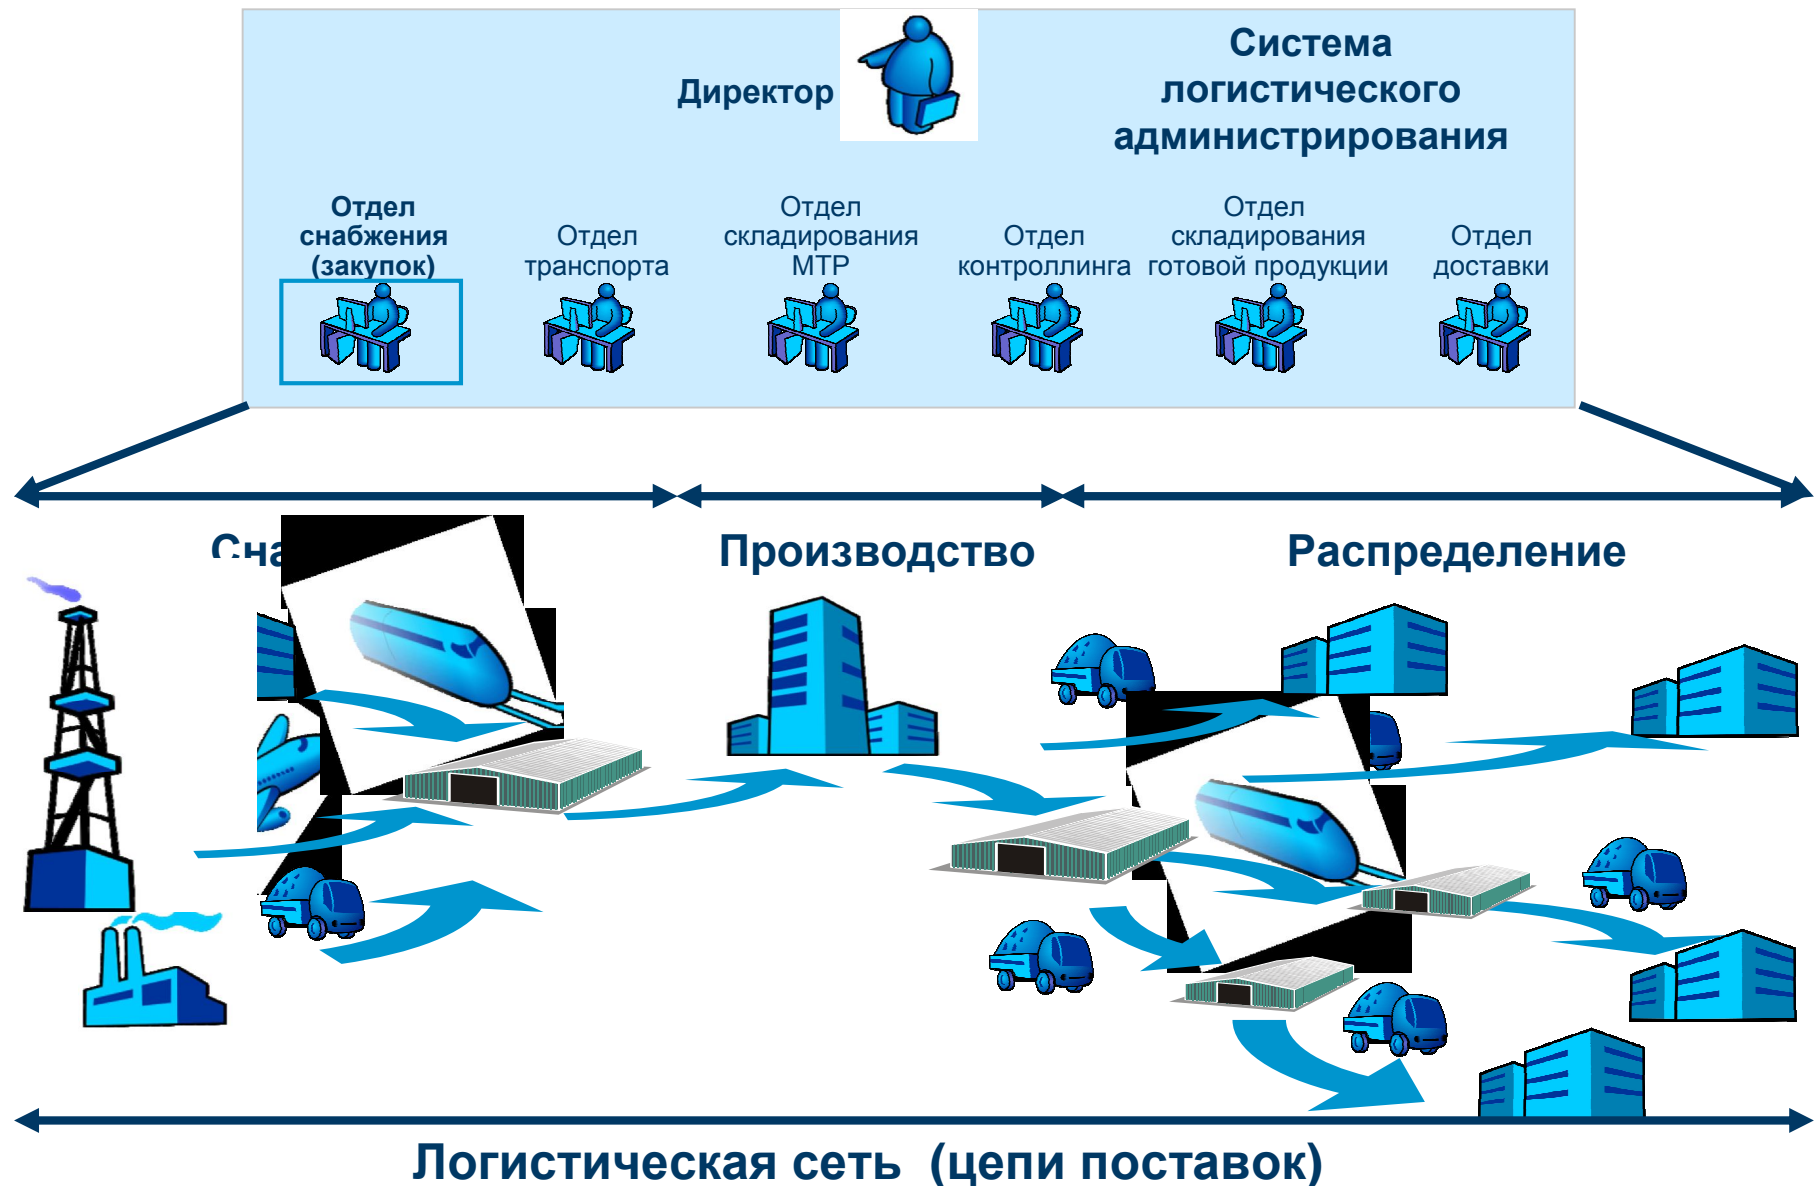 Директор
Система
логистического
администрирования
Отдел
снабжения
(закупок)
Отдел
транспорта
Отдел
складирования
МТР
Отдел
контроллинга
Отдел
складирования
готовой продукции
Отдел
доставки
Производство
Распределение
Логистическая сеть (цепи поставок)